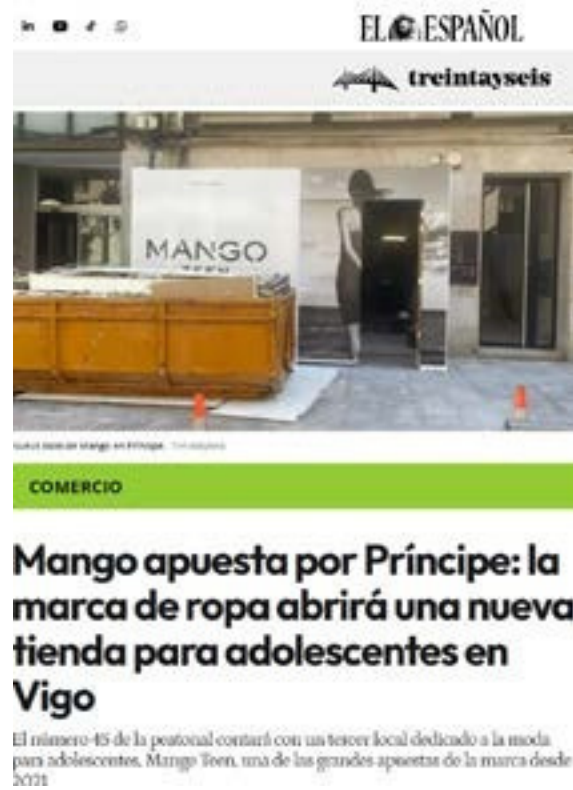 EL ESPAÑOL
treintayseis
MANGO
TEEN
COMERCIO
Mango apuesta por Príncipe: la
marca de ropa abrirá una nueva
tienda para adolescentes en
Vigo
El número 45 de la peatonal contará con un tercer local dedicado a la moda
para adolescentes, Mango Teen, una de las grandes apuestas de la marca desde
2021